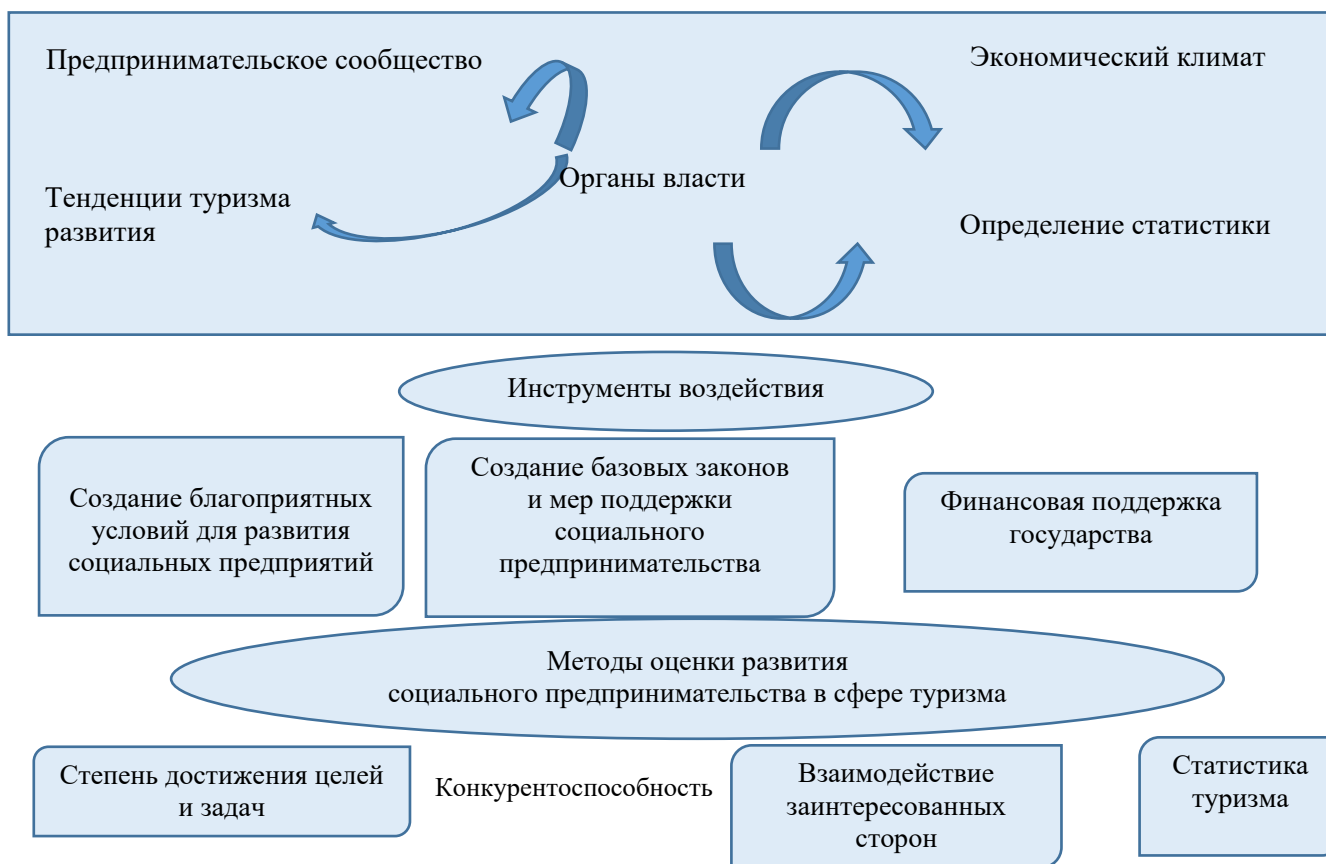 Предпринимательское сообщество
Экономический климат
Органы власти
Тенденции туризма
развития
Определение статистики
Инструменты воздействия
Создание благоприятных
условий для развития
социальных предприятий
Создание базовых законов
и мер поддержки
социального
предпринимательства
Финансовая поддержка
государства
Методы оценки развития
социального предпринимательства в сфере туризма
Степень достижения целей
и задач
Конкурентоспособность
Взаимодействие
заинтересованных
сторон
Статистика
туризма